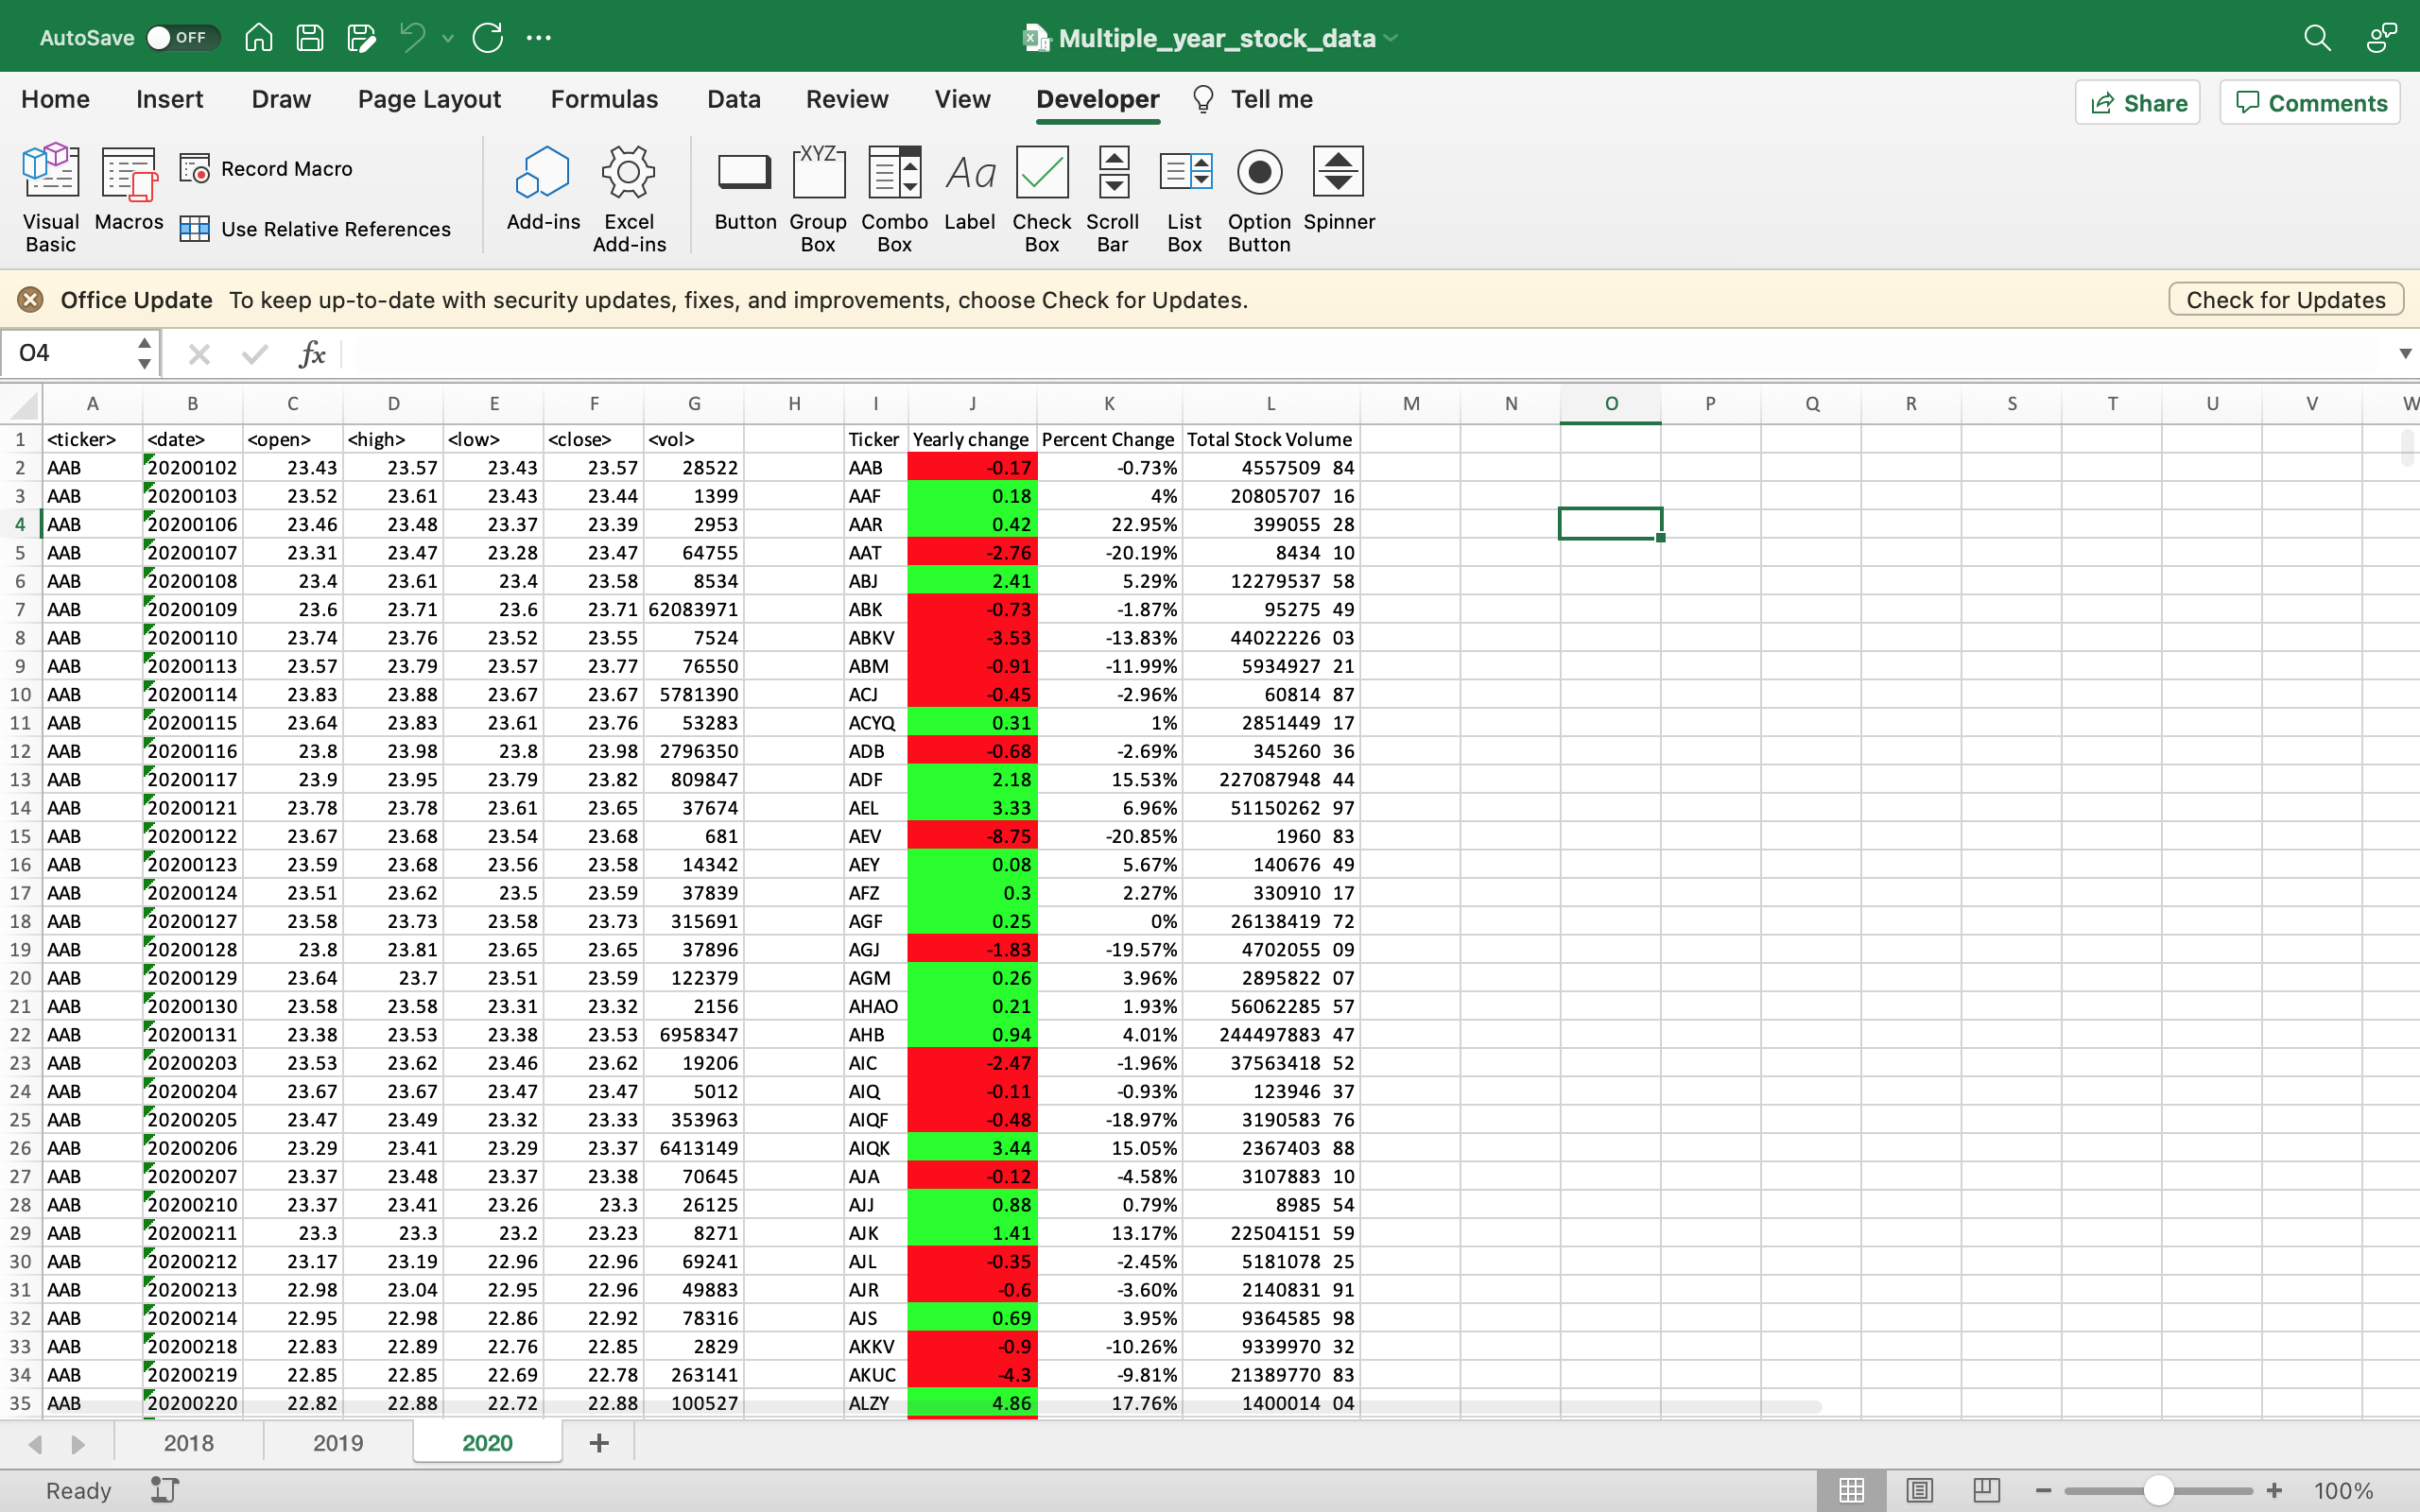 AutoSave OFF Multiple_year_stock_data
Home Insert Draw Page Layout Formulas Data Review View Developer Tell me Share Comments
Visual Basic Macros Record Macro Use Relative References Add-ins Excel Add-ins Button XYZ Group Box Combo Box Aa Label Check Box Scroll Bar List Box Option Button Spinner
Office Update To keep up-to-date with security updates, fixes, and improvements, choose Check for Updates. Check for Updates
O4 fx
A B C D E F G H I J K L M N O P Q R S T U V W
1 <ticker> <date> <open> <high> <low> <close> <vol> Ticker Yearly change Percent Change Total Stock Volume
2 AAB 20200102 23.43 23.57 23.43 23.57 28522 AAB -0.17 -0.73% 4557509 84
3 AAB 20200103 23.52 23.61 23.43 23.44 1399 AAF 0.18 4% 20805707 16
4 AAB 20200106 23.46 23.48 23.37 23.39 2953 AAR 0.42 22.95% 399055 28
5 AAB 20200107 23.31 23.47 23.28 23.47 64755 AAT -2.76 -20.19% 8434 10
6 AAB 20200108 23.4 23.61 23.4 23.58 8534 ABJ 2.41 5.29% 12279537 58
7 AAB 20200109 23.6 23.71 23.6 23.71 62083971 ABK -0.73 -1.87% 95275 49
8 AAB 20200110 23.74 23.76 23.52 23.55 7524 ABKV -3.53 -13.83% 44022226 03
9 AAB 20200113 23.57 23.79 23.57 23.77 76550 ABM -0.91 -11.99% 5934927 21
10 AAB 20200114 23.83 23.88 23.67 23.67 5781390 ACJ -0.45 -2.96% 60814 87
11 AAB 20200115 23.64 23.83 23.61 23.76 53283 ACYQ 0.31 1% 2851449 17
12 AAB 20200116 23.8 23.98 23.8 23.98 2796350 ADB -0.68 -2.69% 345260 36
13 AAB 20200117 23.9 23.95 23.79 23.82 809847 ADF 2.18 15.53% 227087948 44
14 AAB 20200121 23.78 23.78 23.61 23.65 37674 AEL 3.33 6.96% 51150262 97
15 AAB 20200122 23.67 23.68 23.54 23.68 681 AEV -8.75 -20.85% 1960 83
16 AAB 20200123 23.59 23.68 23.56 23.58 14342 AEY 0.08 5.67% 140676 49
17 AAB 20200124 23.51 23.62 23.5 23.59 37839 AFZ 0.3 2.27% 330910 17
18 AAB 20200127 23.58 23.73 23.58 23.73 315691 AGF 0.25 0% 26138419 72
19 AAB 20200128 23.8 23.81 23.65 23.65 37896 AGJ -1.83 -19.57% 4702055 09
20 AAB 20200129 23.64 23.7 23.51 23.59 122379 AGM 0.26 3.96% 2895822 07
21 AAB 20200130 23.58 23.58 23.31 23.32 2156 AHAO 0.21 1.93% 56062285 57
22 AAB 20200131 23.38 23.53 23.38 23.53 6958347 AHB 0.94 4.01% 244497883 47
23 AAB 20200203 23.53 23.62 23.46 23.62 19206 AIC -2.47 -1.96% 37563418 52
24 AAB 20200204 23.67 23.67 23.47 23.47 5012 AIQ -0.11 -0.93% 123946 37
25 AAB 20200205 23.47 23.49 23.32 23.33 353963 AIQF -0.48 -18.97% 3190583 76
26 AAB 20200206 23.29 23.41 23.29 23.37 6413149 AIQK 3.44 15.05% 2367403 88
27 AAB 20200207 23.37 23.48 23.37 23.38 70645 AJA -0.12 -4.58% 3107883 10
28 AAB 20200210 23.37 23.41 23.26 23.3 26125 AJJ 0.88 0.79% 8985 54
29 AAB 20200211 23.3 23.3 23.2 23.23 8271 AJK 1.41 13.17% 22504151 59
30 AAB 20200212 23.17 23.19 22.96 22.96 69241 AJL -0.35 -2.45% 5181078 25
31 AAB 20200213 22.98 23.04 22.95 22.96 49883 AJR -0.6 -3.60% 2140831 91
32 AAB 20200214 22.95 22.98 22.86 22.92 78316 AJS 0.69 3.95% 9364585 98
33 AAB 20200218 22.83 22.89 22.76 22.85 2829 AKKV -0.9 -10.26% 9339970 32
34 AAB 20200219 22.85 22.85 22.69 22.78 263141 AKUC -4.3 -9.81% 21389770 83
35 AAB 20200220 22.82 22.88 22.72 22.88 100527 ALZY 4.86 17.76% 1400014 04
2018 2019 2020
Ready 100%